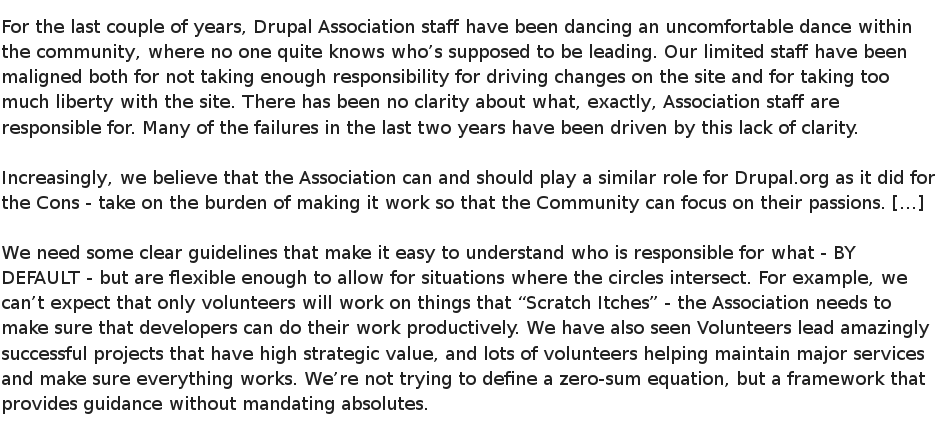 For the last couple of years, Drupal Association staff have been dancing an uncomfortable dance within
the community, where no one quite knows who’s supposed to be leading. Our limited staff have been
maligned both for not taking enough responsibility for driving changes on the site and for taking too
much liberty with the site. There has been no clarity about what, exactly, Association staff are
responsible for. Many of the failures in the last two years have been driven by this lack of clarity.
Increasingly, we believe that the Association can and should play a similar role for Drupal.org as it did for
the Cons - take on the burden of making it work so that the Community can focus on their passions. […]
We need some clear guidelines that make it easy to understand who is responsible for what - BY
DEFAULT - but are flexible enough to allow for situations where the circles intersect. For example, we
can’t expect that only volunteers will work on things that “Scratch Itches” - the Association needs to
make sure that developers can do their work productively. We have also seen Volunteers lead amazingly
successful projects that have high strategic value, and lots of volunteers helping maintain major services
and make sure everything works. We’re not trying to define a zero-sum equation, but a framework that
provides guidance without mandating absolutes.